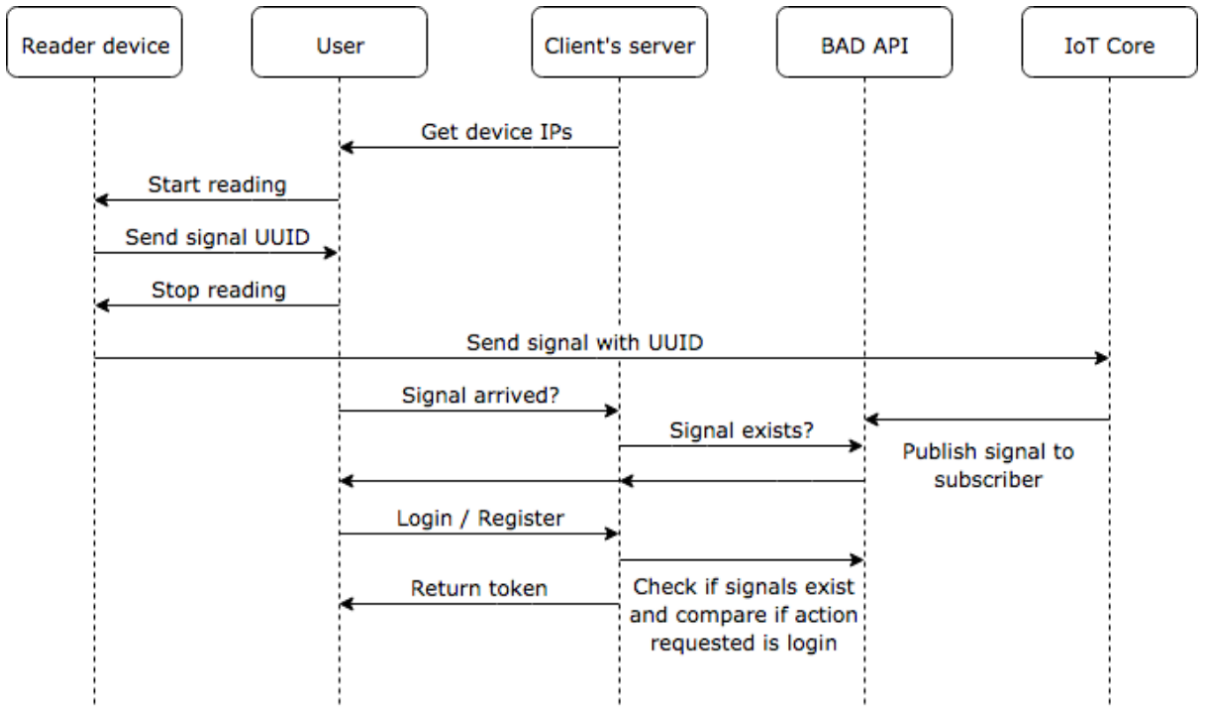 Reader device
User
Client's server
BAD API
IoT Core
Get device IPs
Start reading
Send signal UUID
Stop reading
Send signal with UUID
Signal arrived?
Signal exists?
Publish signal to
subscriber
Login / Register
Return token
Check if signals exist
and compare if action
requested is login